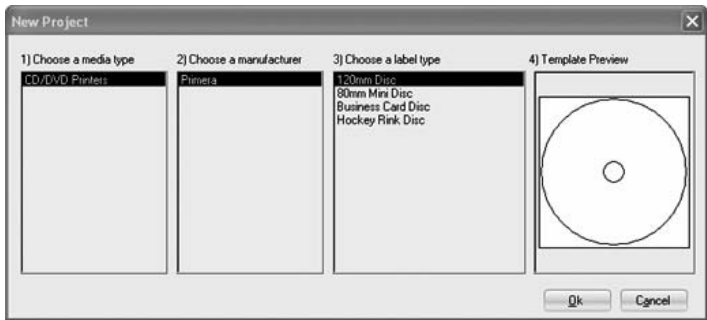 New Project
1) Choose a media type
2) Choose a manufacturer
3) Choose a label type
4) Template Preview
CD/DVD Printers
Primera
120mm Disc
80mm Mini Disc
Business Card Disc
Hockey Rink Disc
Ok
Cancel